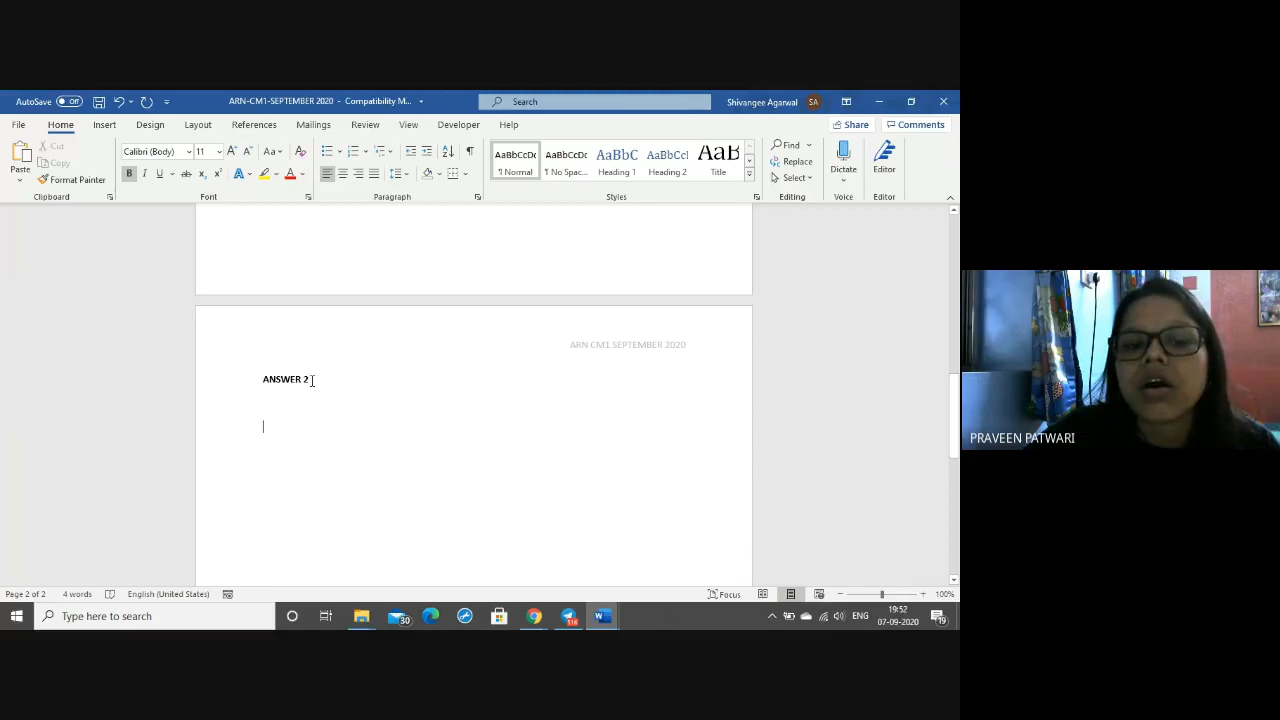 AutoSave Off
ARN-CM1-SEPTEMBER 2020 - Compatibility M...
Search
Shivangee Agarwal SA
File Home Insert Design Layout References Mailings Review View Developer Help
Share Comments
Paste
Cut
Copy
Format Painter
Clipboard
Calibri (Body) 11
Font
Paragraph
AaBbCcDc AaBbCcDc AaBbC AaBbCcI AaB
¶ Normal ¶ No Spac... Heading 1 Heading 2 Title
Styles
Find
Replace
Select
Editing
Dictate
Voice
Editor
Editor
ARN CM1 SEPTEMBER 2020
ANSWER 2
PRAVEEN PATWARI
Page 2 of 2 4 words English (United States)
Focus 100%
Type here to search
30
ENG
19:52
07-09-2020
19